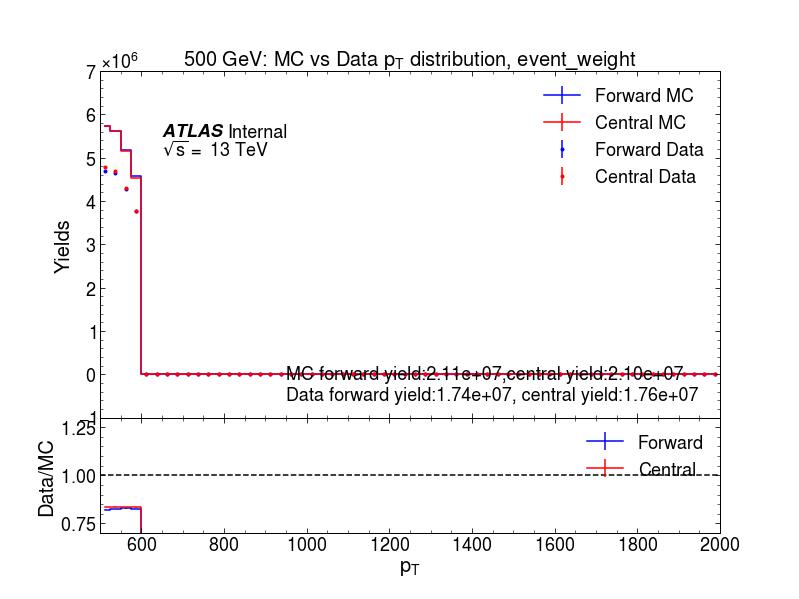 ×10⁶ 500 GeV: MC vs Data p_T distribution, event_weight
7
6
5
4
3
2
1
0
−1
Yields
ATLAS Internal
√s = 13 TeV
Forward MC
Central MC
Forward Data
Central Data
MC forward yield:2.11e+07,central yield:2.10e+07
Data forward yield:1.74e+07, central yield:1.76e+07
1.25
1.00
0.75
Data/MC
Forward
Central
600 800 1000 1200 1400 1600 1800 2000
p_T